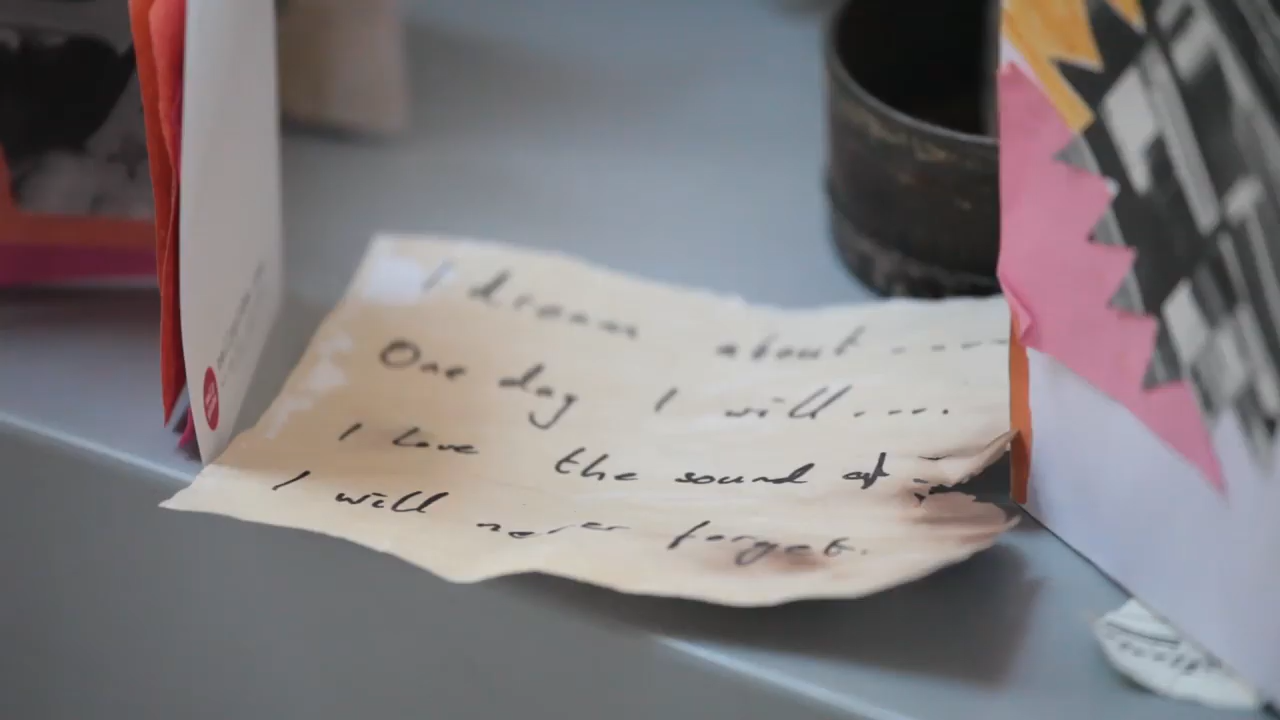 I dream about .....
One day I will....
I love the sound of
I will never forget.